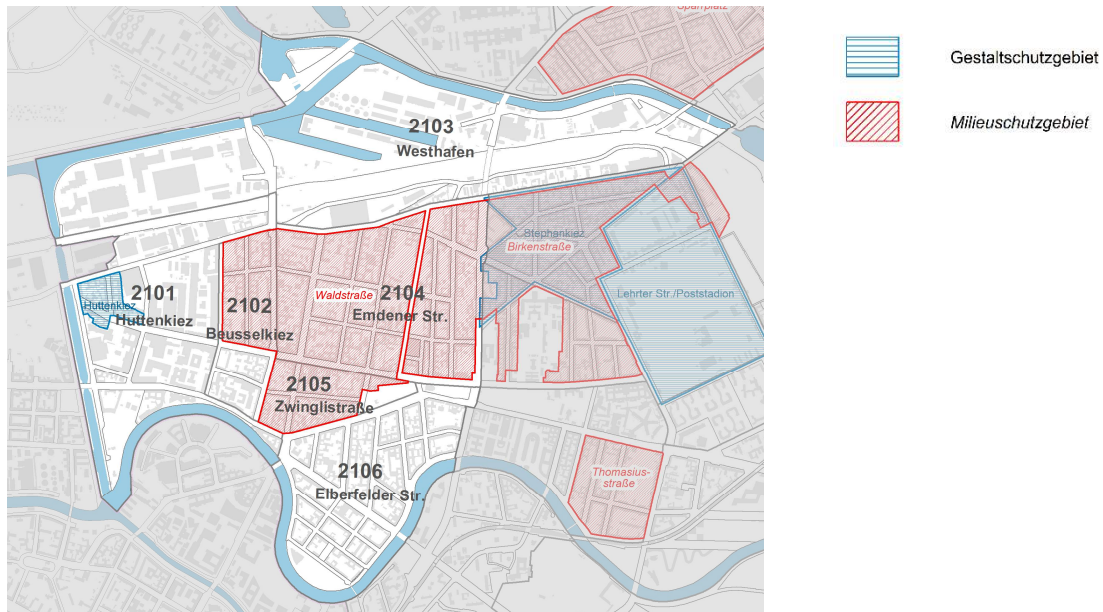 Sparrplatz
Gestaltschutzgebiet
Milieuschutzgebiet
2103
Westhafen
Stephankiez
Birkenstraße
2101
Huttenkiez
Huttenkiez
2102
Beusselkiez
Waldstraße
2104
Emdener Str.
Lehrter Str./Poststadion
2105
Zwinglistraße
2106
Elberfelder Str.
Thomasius-
straße